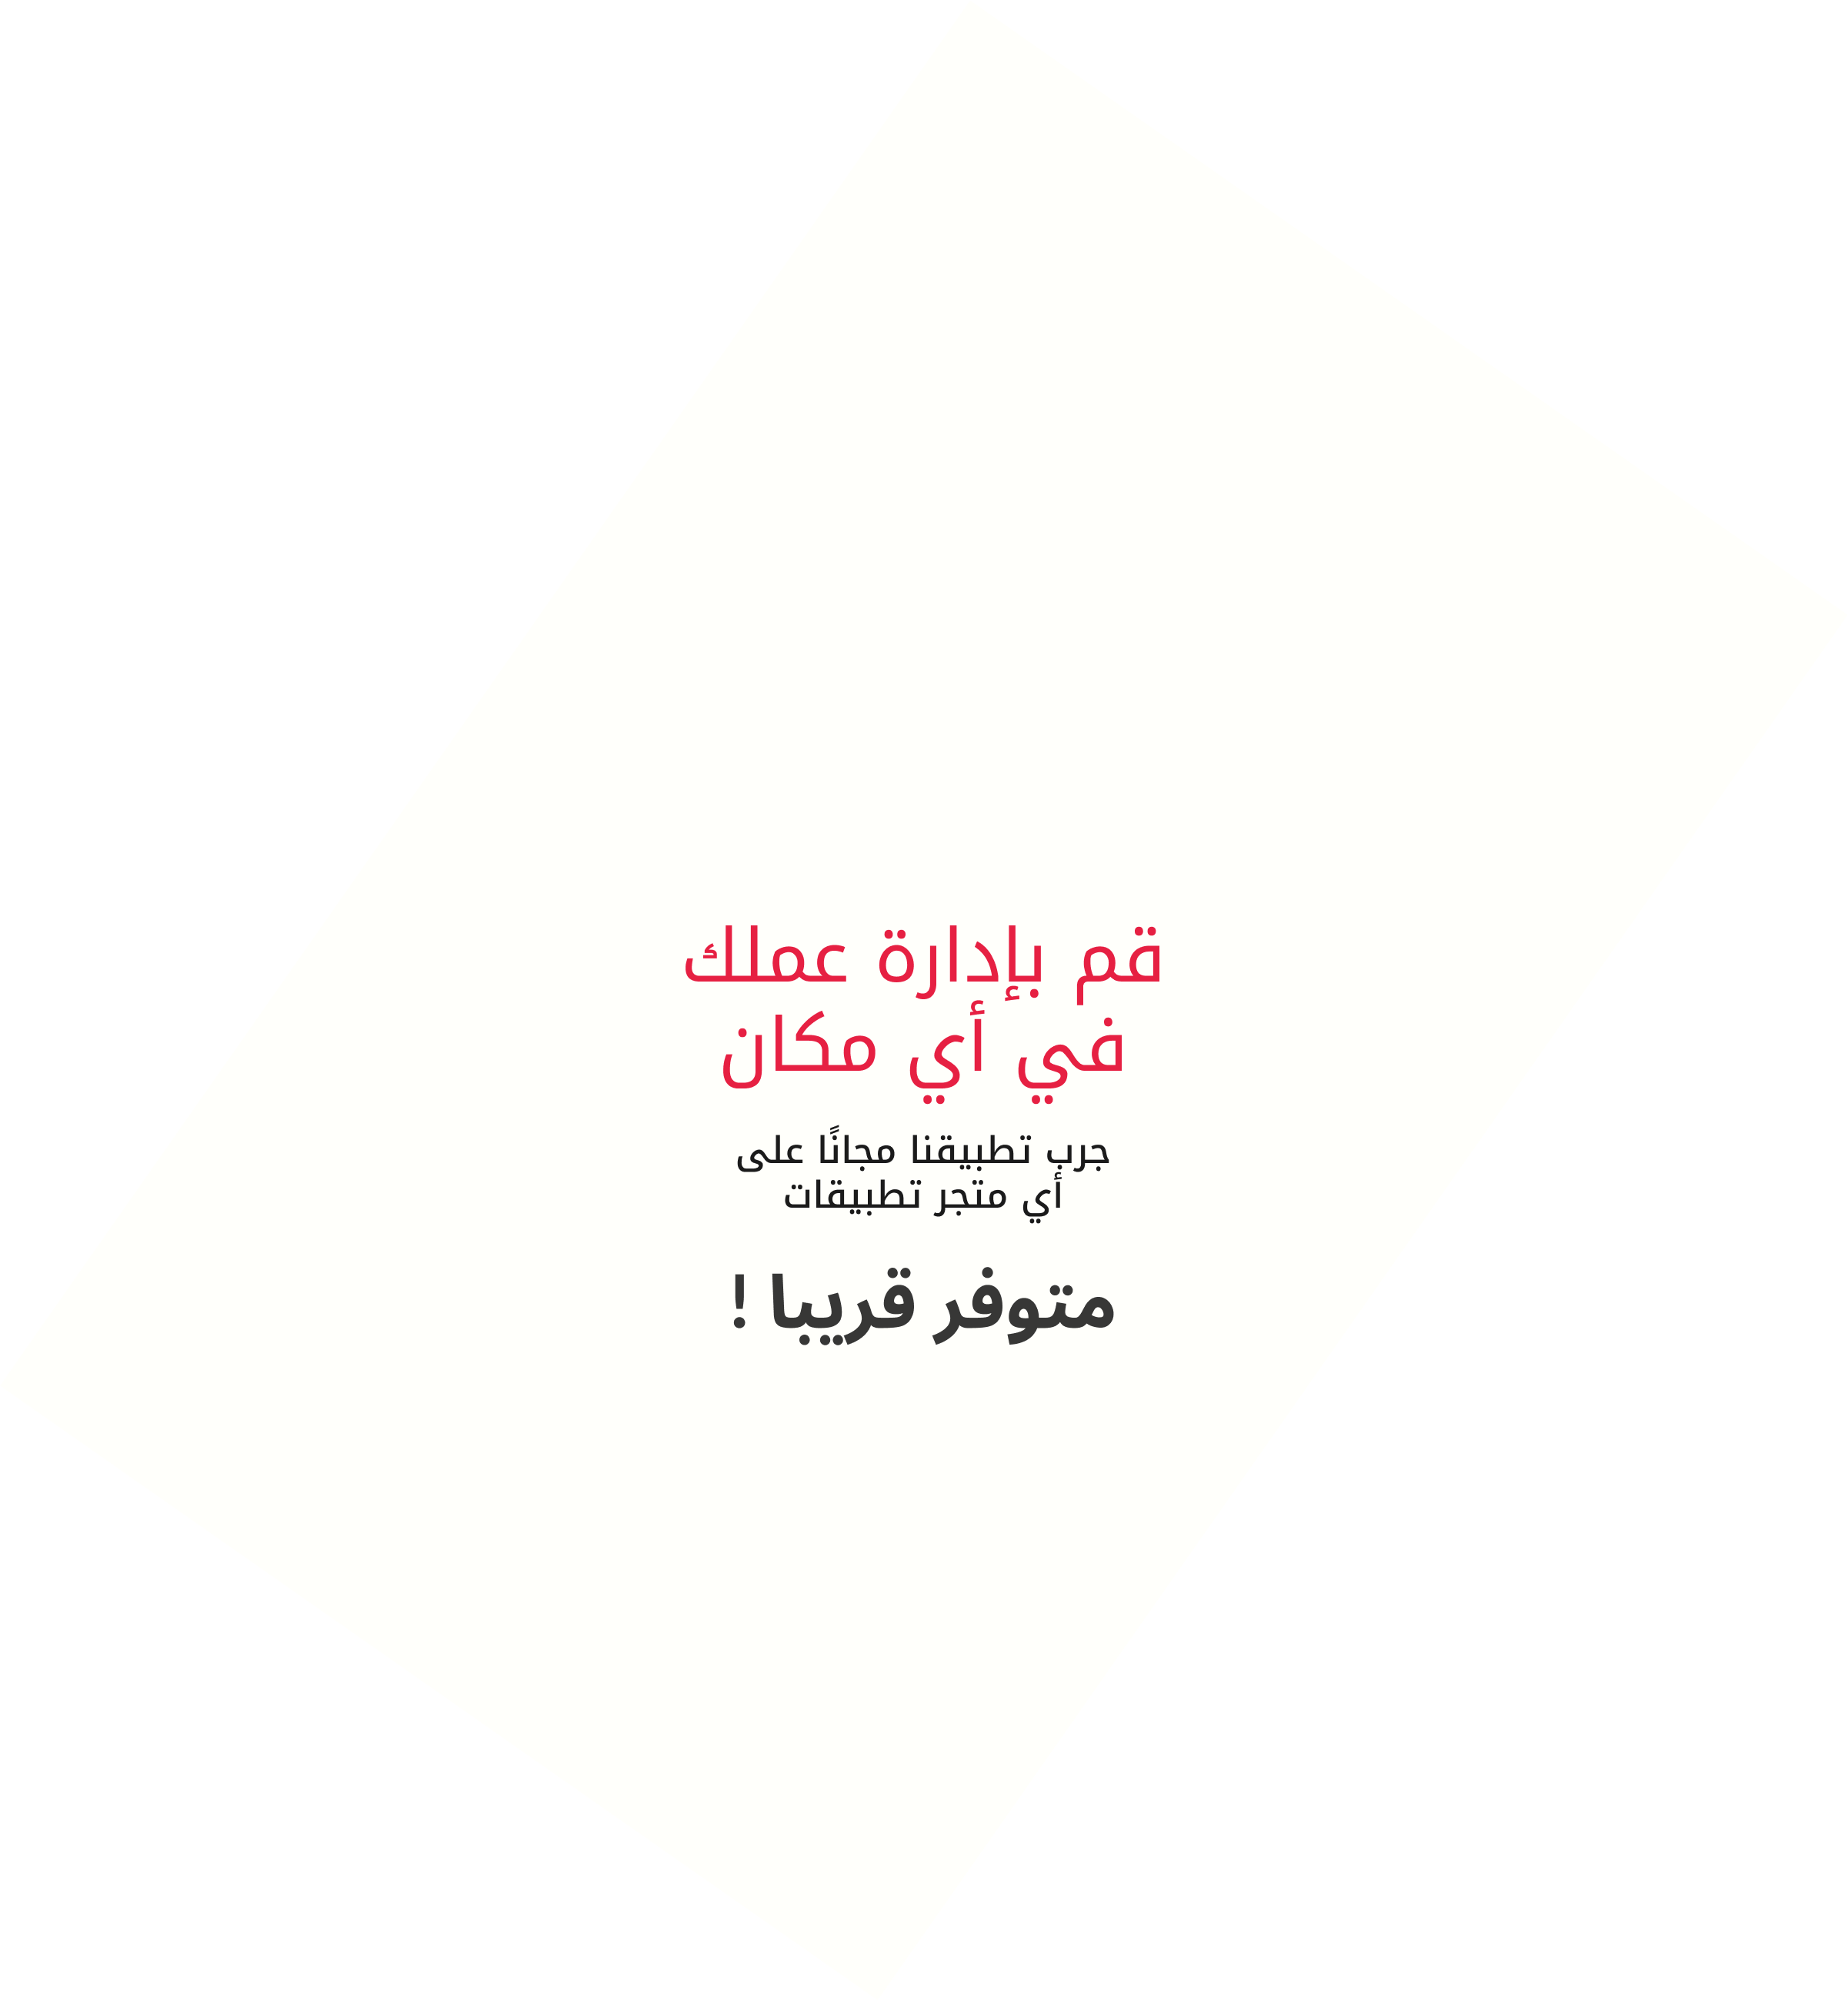 قم بإدارة عملك
في أي مكان
جرب تطبيقنا مجانًا على
أي متجر تطبيقات
متوفر قريبا !